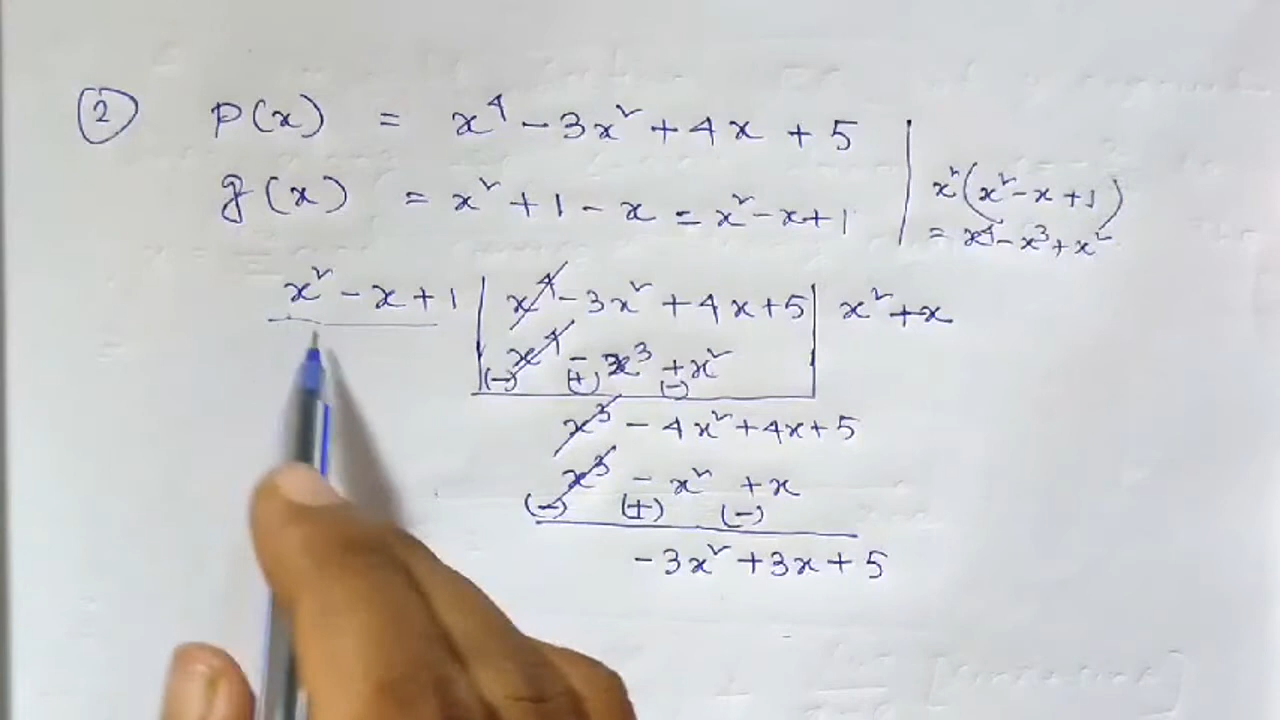 ② p(x) = x⁴ - 3x² + 4x + 5
g(x) = x² + 1 - x = x² - x + 1
x²(x² - x + 1)
= x⁴ - x³ + x²
x² - x + 1 | x⁴ - 3x² + 4x + 5 | x² + x
x⁴ - x³ + x²
(-) (+) (-)
x³ - 4x² + 4x + 5
x³ - x² + x
(-) (+) (-)
-3x² + 3x + 5